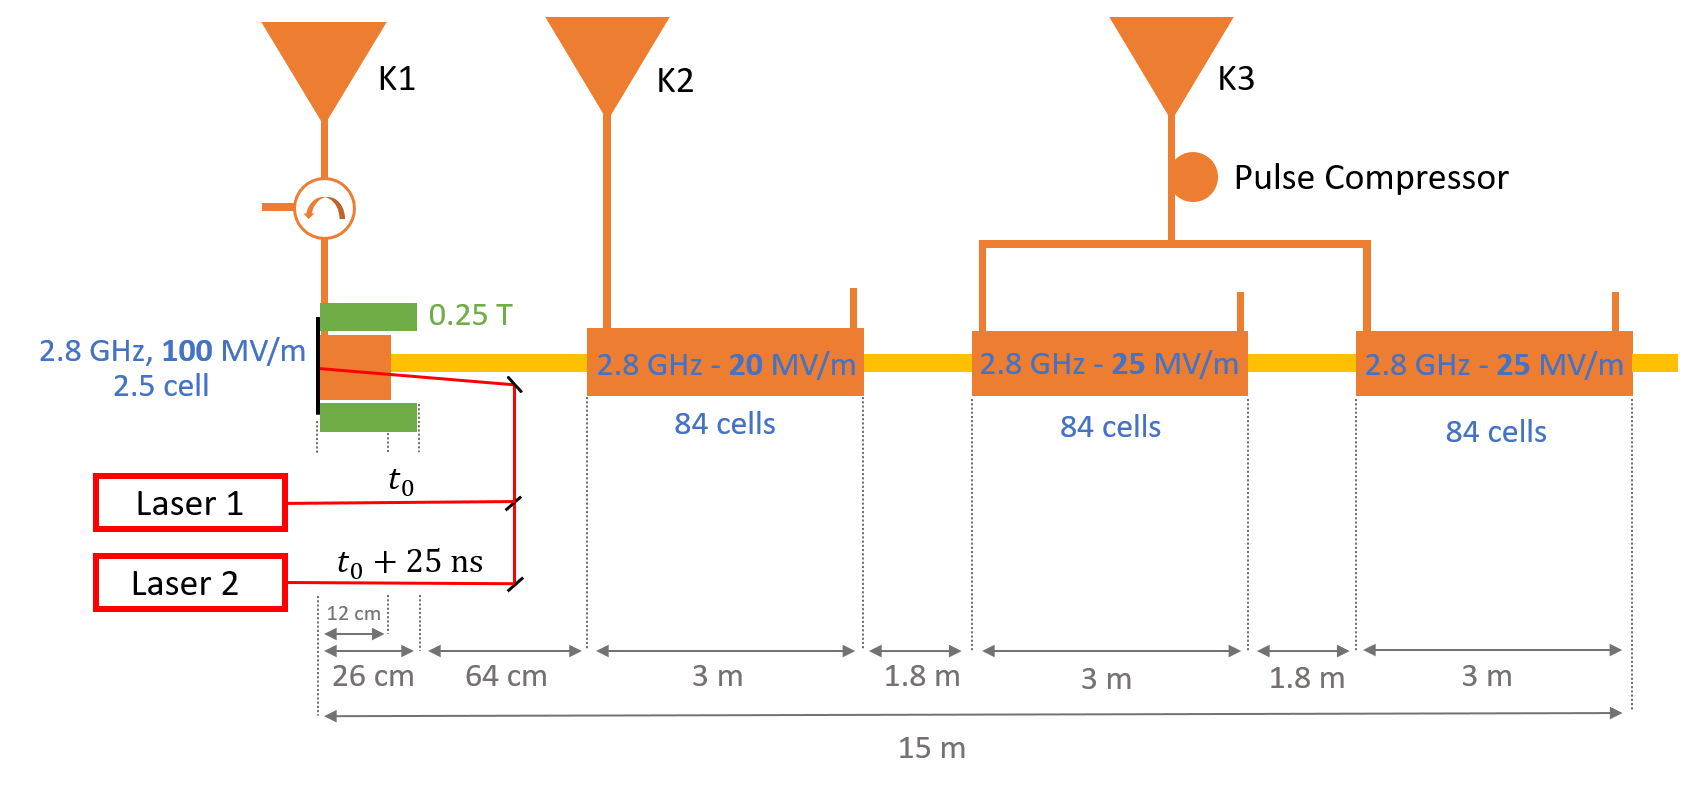 K1
K2
K3
Pulse Compressor
0.25 T
2.8 GHz, 100 MV/m
2.5 cell
2.8 GHz - 20 MV/m
2.8 GHz - 25 MV/m
2.8 GHz - 25 MV/m
84 cells
84 cells
84 cells
Laser 1
t₀
Laser 2
t₀ + 25 ns
12 cm
26 cm
64 cm
3 m
1.8 m
3 m
1.8 m
3 m
15 m